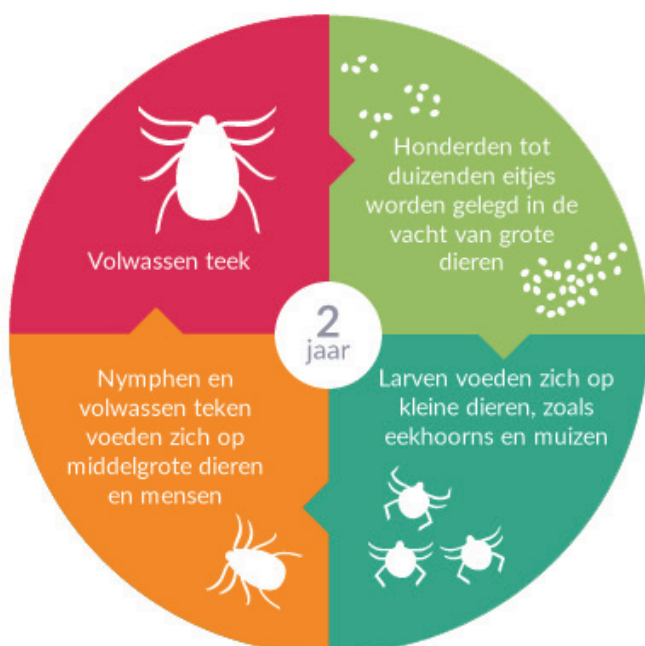 Volwassen teek
Honderden tot
duizenden eitjes
worden gelegd in de
vacht van grote
dieren
2
jaar
Nymphen en
volwassen teken
voeden zich op
middelgrote dieren
en mensen
Larven voeden zich op
kleine dieren, zoals
eekhoorns en muizen